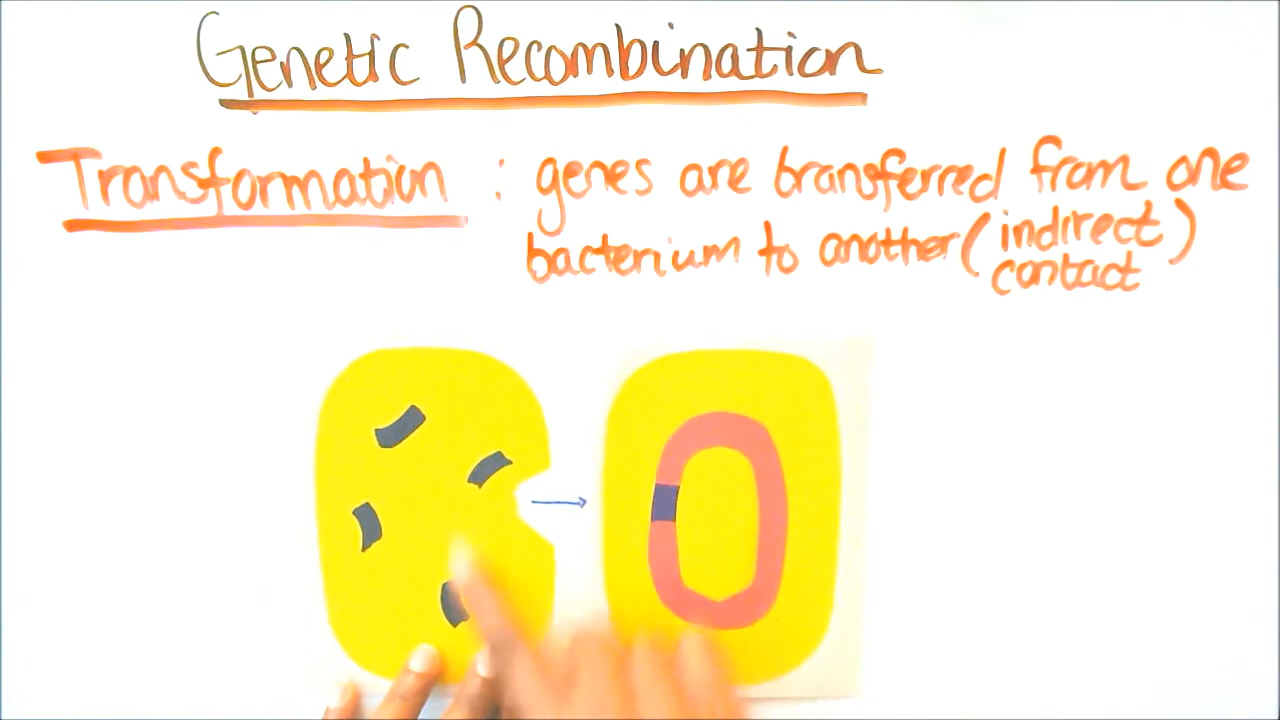 Genetic Recombination
Transformation : genes are transferred from one
bacterium to another (indirect)
contact